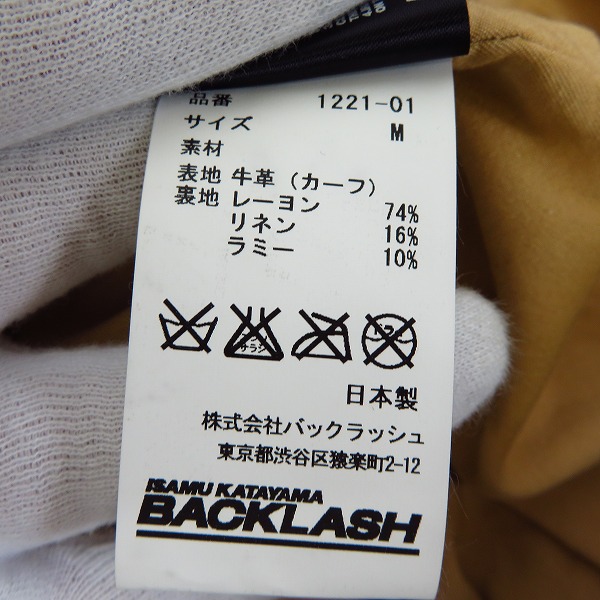 品番 1221-01
サイズ M
素材
表地 牛革 (カーフ)
裏地 レーヨン 74%
リネン 16%
ラミー 10%
日本製
株式会社バックラッシュ
東京都渋谷区猿楽町2-12
ISAMU KATAYAMA
BACKLASH